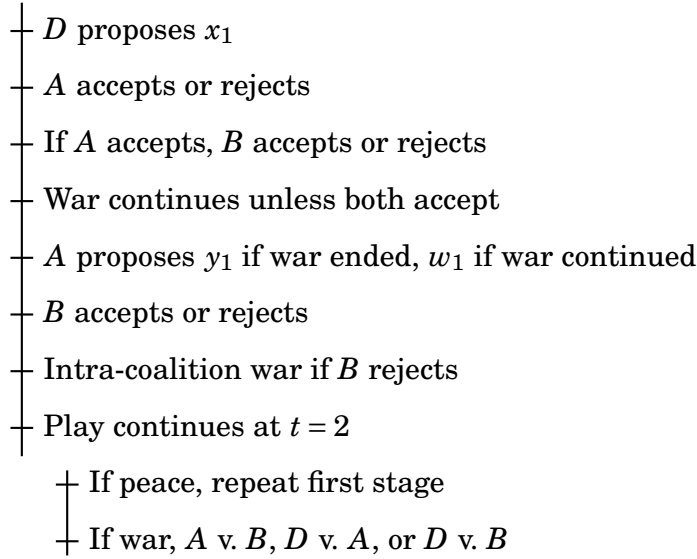 D proposes x₁
A accepts or rejects
If A accepts, B accepts or rejects
War continues unless both accept
A proposes y₁ if war ended, w₁ if war continued
B accepts or rejects
Intra-coalition war if B rejects
Play continues at t = 2
If peace, repeat first stage
If war, A v. B, D v. A, or D v. B